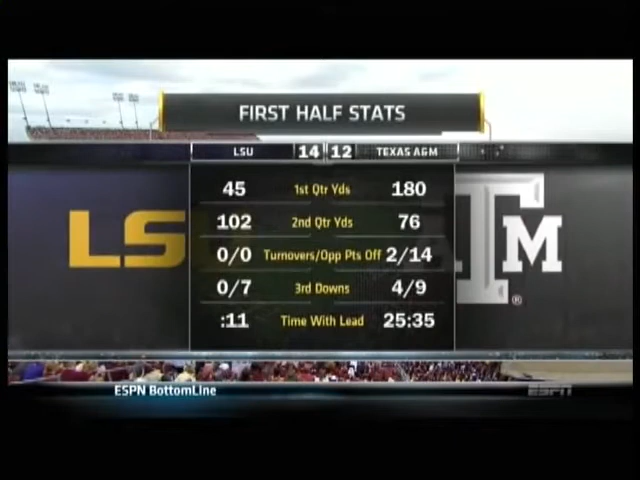 FIRST HALF STATS
LSU 14 12 TEXAS A&M
45 1st Qtr Yds 180
102 2nd Qtr Yds 76
0/0 Turnovers/Opp Pts Off 2/14
0/7 3rd Downs 4/9
:11 Time With Lead 25:35
LS
TM®
ESPN BottomLine
ESPN